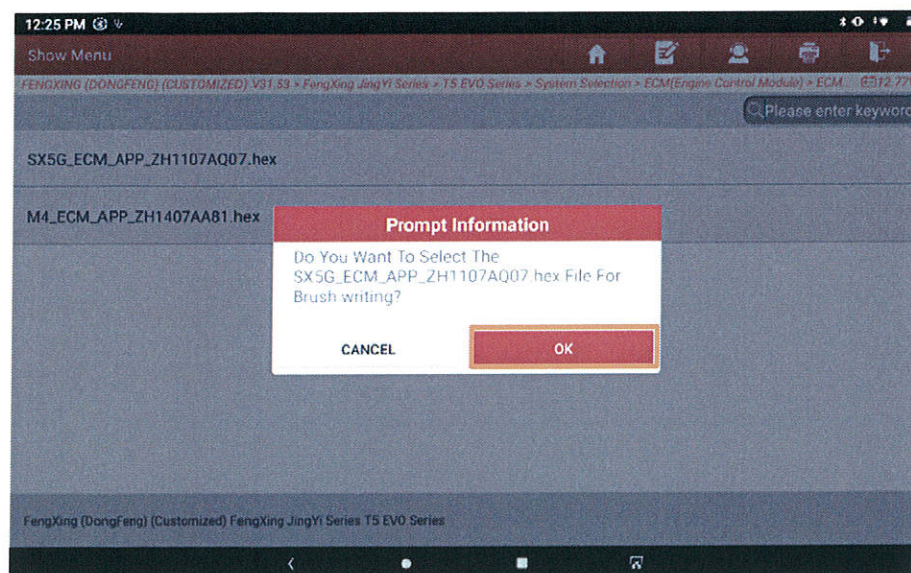 12:25 PM
Show Menu
FENGXING (DONGFENG) (CUSTOMIZED) V31.53 > FengXing JingYi Series > T5 EVO Series > System Selection > ECM(Engine Control Module) > ECM
Please enter keyword
SX5G_ECM_APP_ZH1107AQ07.hex
M4_ECM_APP_ZH1407AA81.hex
Prompt Information
Do You Want To Select The
SX5G_ECM_APP_ZH1107AQ07.hex File For
Brush writing?
CANCEL
OK
FengXing (DongFeng) (Customized) FengXing JingYi Series T5 EVO Series